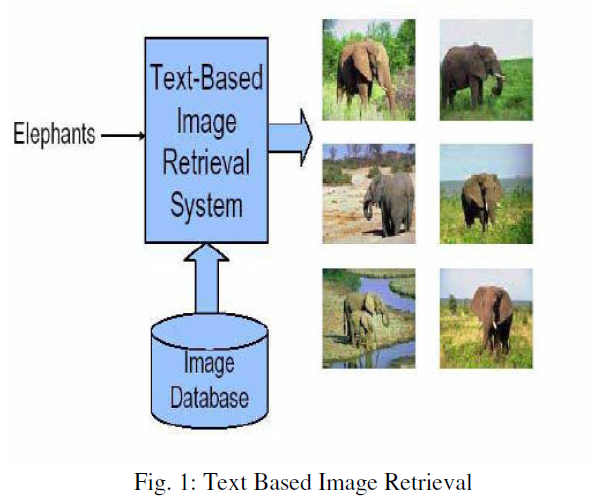 Elephants
Text-Based
Image
Retrieval
System
Image
Database
Fig. 1: Text Based Image Retrieval